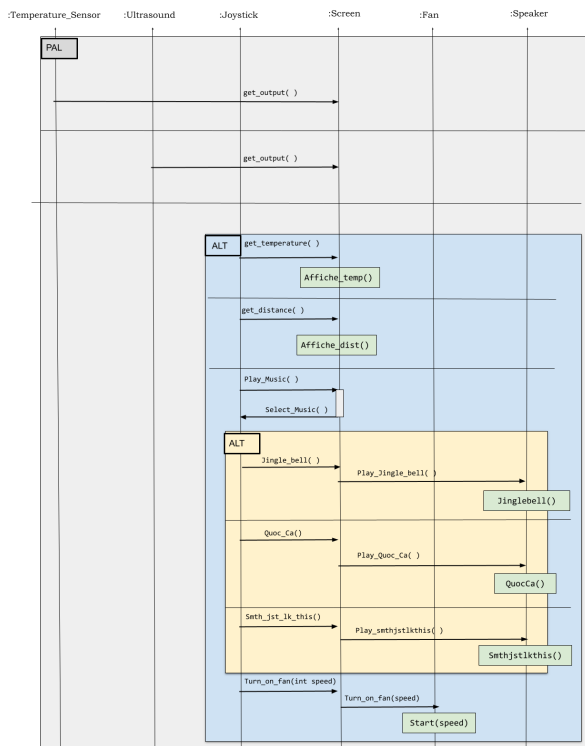 :Temperature_Sensor :Ultrasound :Joystick :Screen :Fan :Speaker
PAL
get_output( )
get_output( )
ALT
get_temperature( )
Affiche_temp()
get_distance( )
Affiche_dist()
Play_Music( )
Select_Music( )
ALT
Jingle_bell( )
Play_Jingle_bell( )
Jinglebell()
Quoc_Ca()
Play_Quoc_Ca( )
QuocCa()
Smth_jst_lk_this()
Play_smthjstlkthis( )
Smthjstlkthis()
Turn_on_fan(int speed)
Turn_on_fan(speed)
Start(speed)